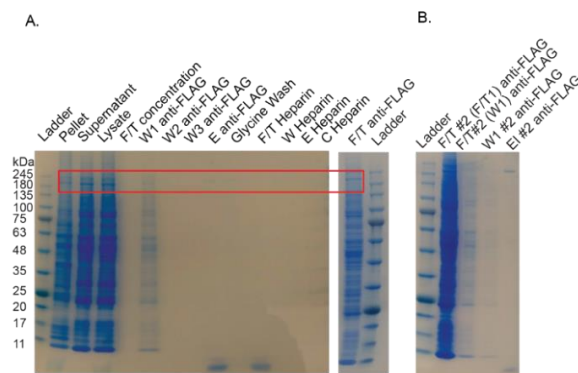 A.
B.
Ladder
Pellet
Supernatant
Lysate
F/T concentration
W1 anti-FLAG
W2 anti-FLAG
W3 anti-FLAG
E anti-FLAG
Glycine Wash
F/T Heparin
W Heparin
E Heparin
C Heparin
F/T anti-FLAG
Ladder
Ladder
F/T #2 (F/T1) anti-FLAG
F/T#2 (W1) anti-FLAG
W1 #2 anti-FLAG
El #2 anti-FLAG
kDa
245
180
135
100
75
63
48
35
25
20
17
11